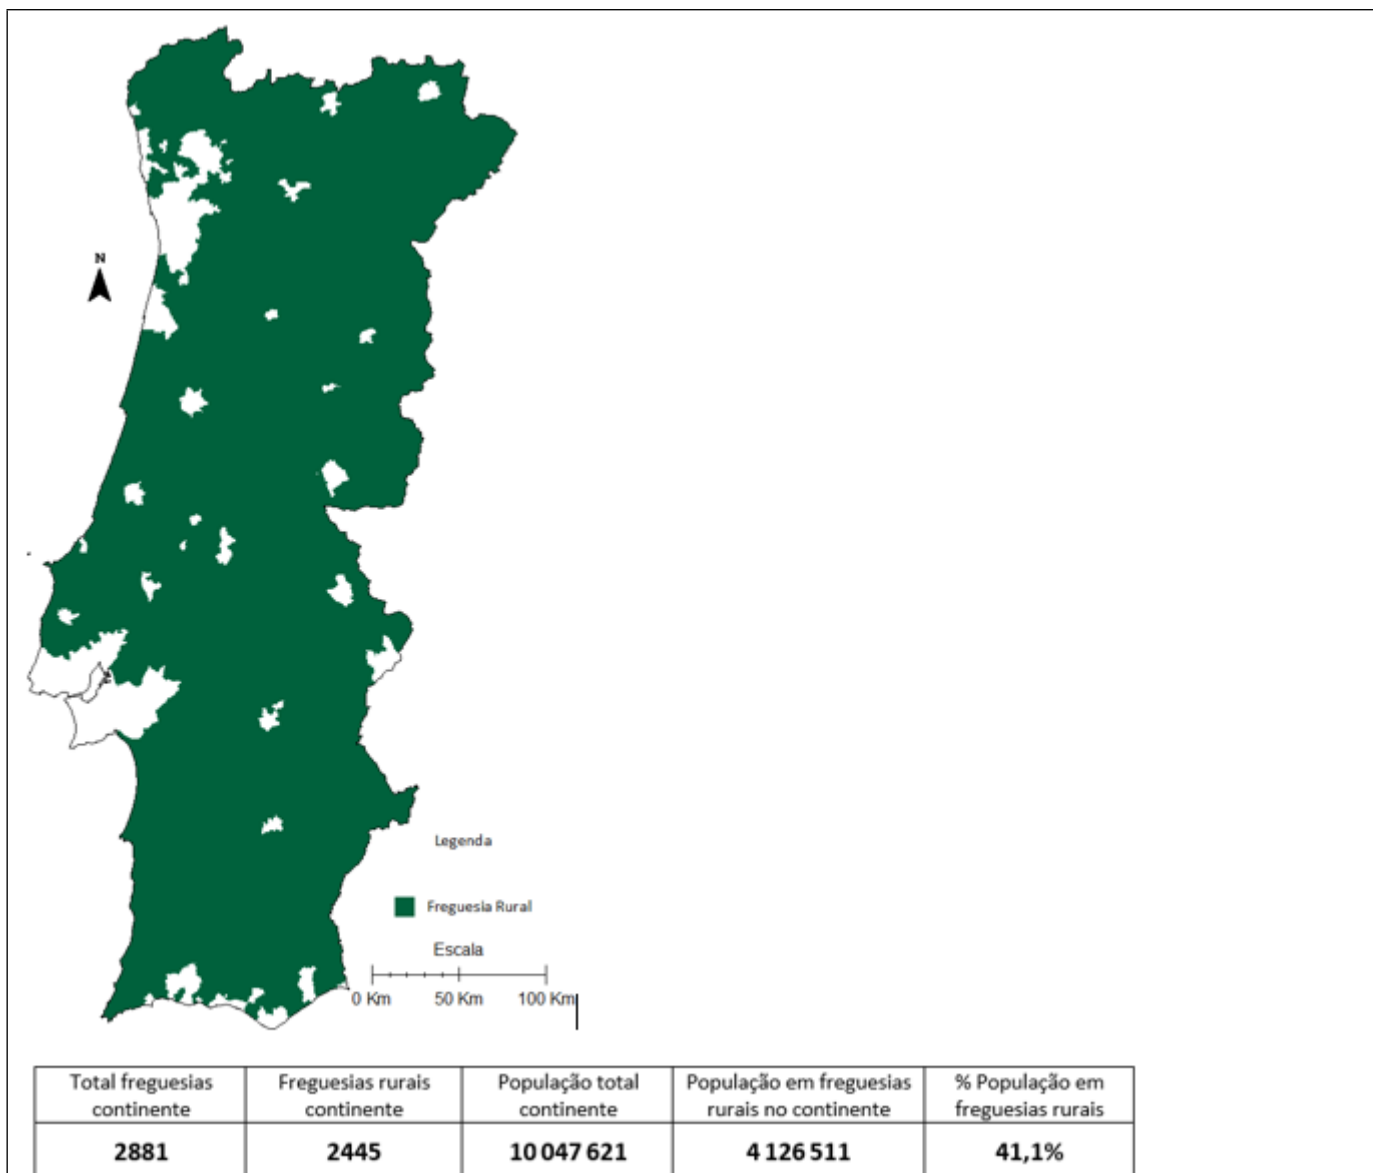 N
Legenda
Freguesia Rural
Escala
0 Km 50 Km 100 Km
Total freguesias continente
Freguesias rurais continente
População total continente
População em freguesias rurais no continente
% População em freguesias rurais
2881 2445 10 047 621 4 126 511 41,1%